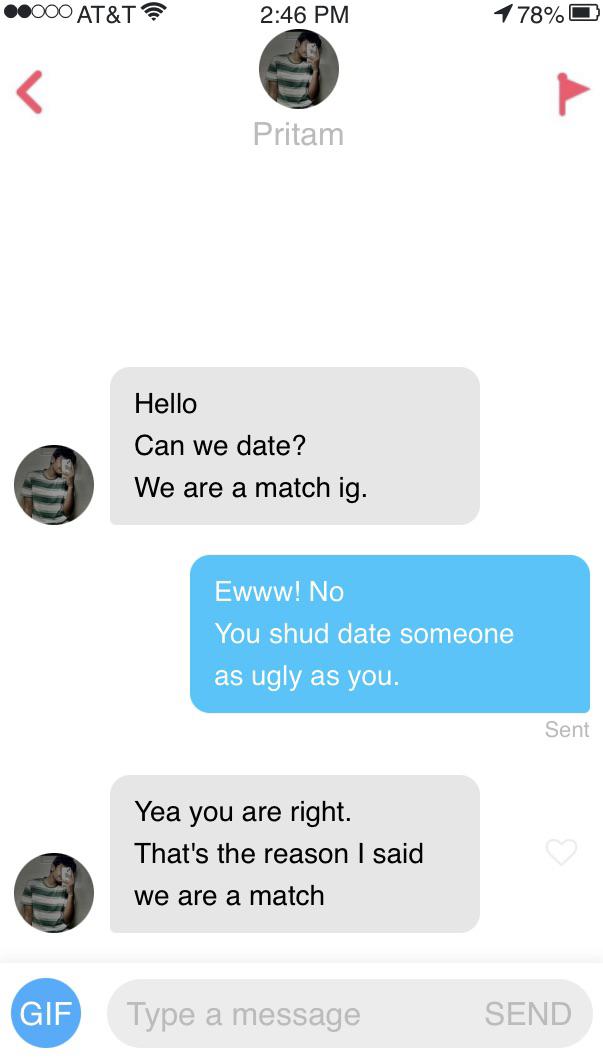 AT&T 2:46 PM 78%
Pritam
Hello
Can we date?
We are a match ig.
Ewww! No
You shud date someone
as ugly as you.
Sent
Yea you are right.
That's the reason I said
we are a match
GIF Type a message SEND